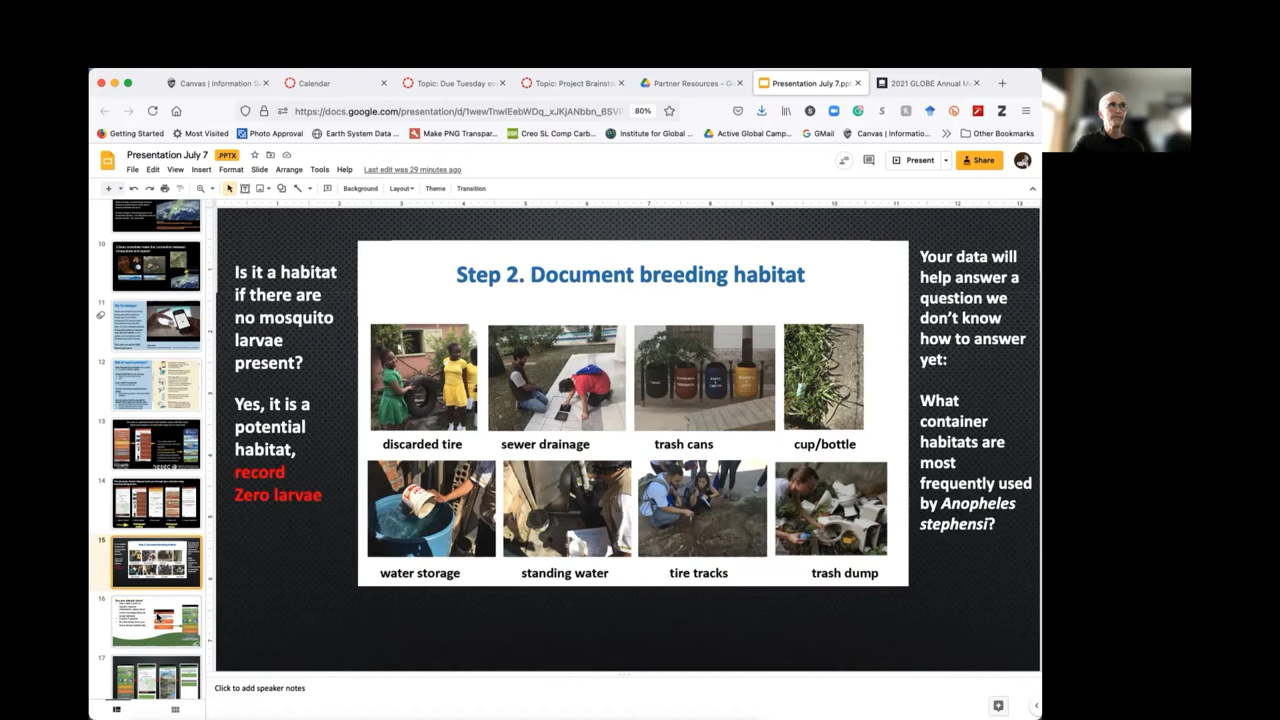 Canvas | Information S
Calendar
Topic: Due Tuesday ev
Topic: Project Brainsto
Partner Resources - G
Presentation July 7.ppt
2021 GLOBE Annual M
80%
Getting Started
Most Visited
Photo Approval
Earth System Data ...
Make PNG Transpar...
Creo SL Comp Carb...
Institute for Global ...
Active Global Camp...
GMail
Canvas | Informatio...
Other Bookmarks
Presentation July 7
.PPTX
File Edit View Insert Format Slide Arrange Tools Help
Last edit was 29 minutes ago
Present
Share
Background
Layout
Theme
Transition
10
11
12
13
14
15
16
17
Is it a habitat
if there are
no mosquito
larvae
present?
Yes, it is a
potential
habitat,
record
Zero larvae
Step 2. Document breeding habitat
discarded tire
sewer drainage
trash cans
cup/bottle
water storage
standing water
tire tracks
trash dump
Your data will
help answer a
question we
don't know
how to answer
yet:
What
container
habitats are
most
frequently used
by Anopheles
stephensi?
Click to add speaker notes